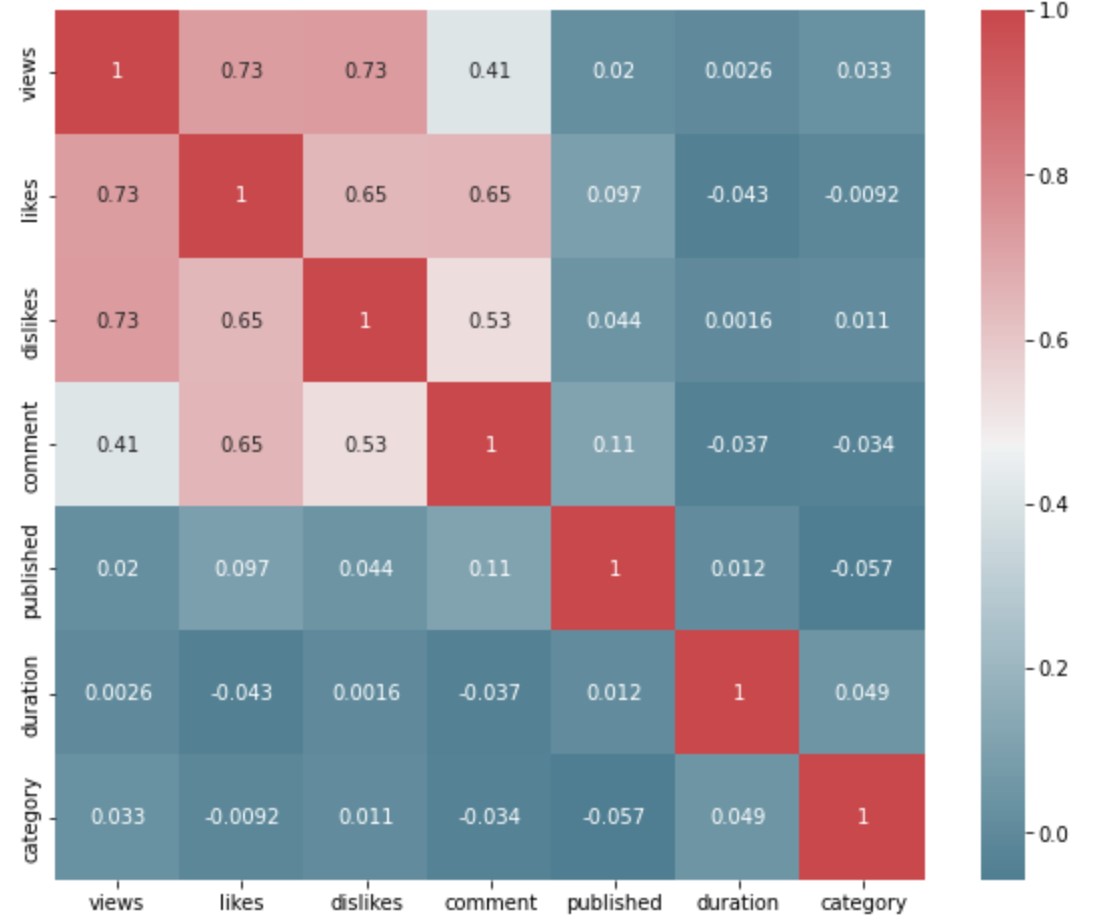 views 1 0.73 0.73 0.41 0.02 0.0026 0.033
likes 0.73 1 0.65 0.65 0.097 -0.043 -0.0092
dislikes 0.73 0.65 1 0.53 0.044 0.0016 0.011
comment 0.41 0.65 0.53 1 0.11 -0.037 -0.034
published 0.02 0.097 0.044 0.11 1 0.012 -0.057
duration 0.0026 -0.043 0.0016 -0.037 0.012 1 0.049
category 0.033 -0.0092 0.011 -0.034 -0.057 0.049 1
views likes dislikes comment published duration category
1.0
0.8
0.6
0.4
0.2
0.0